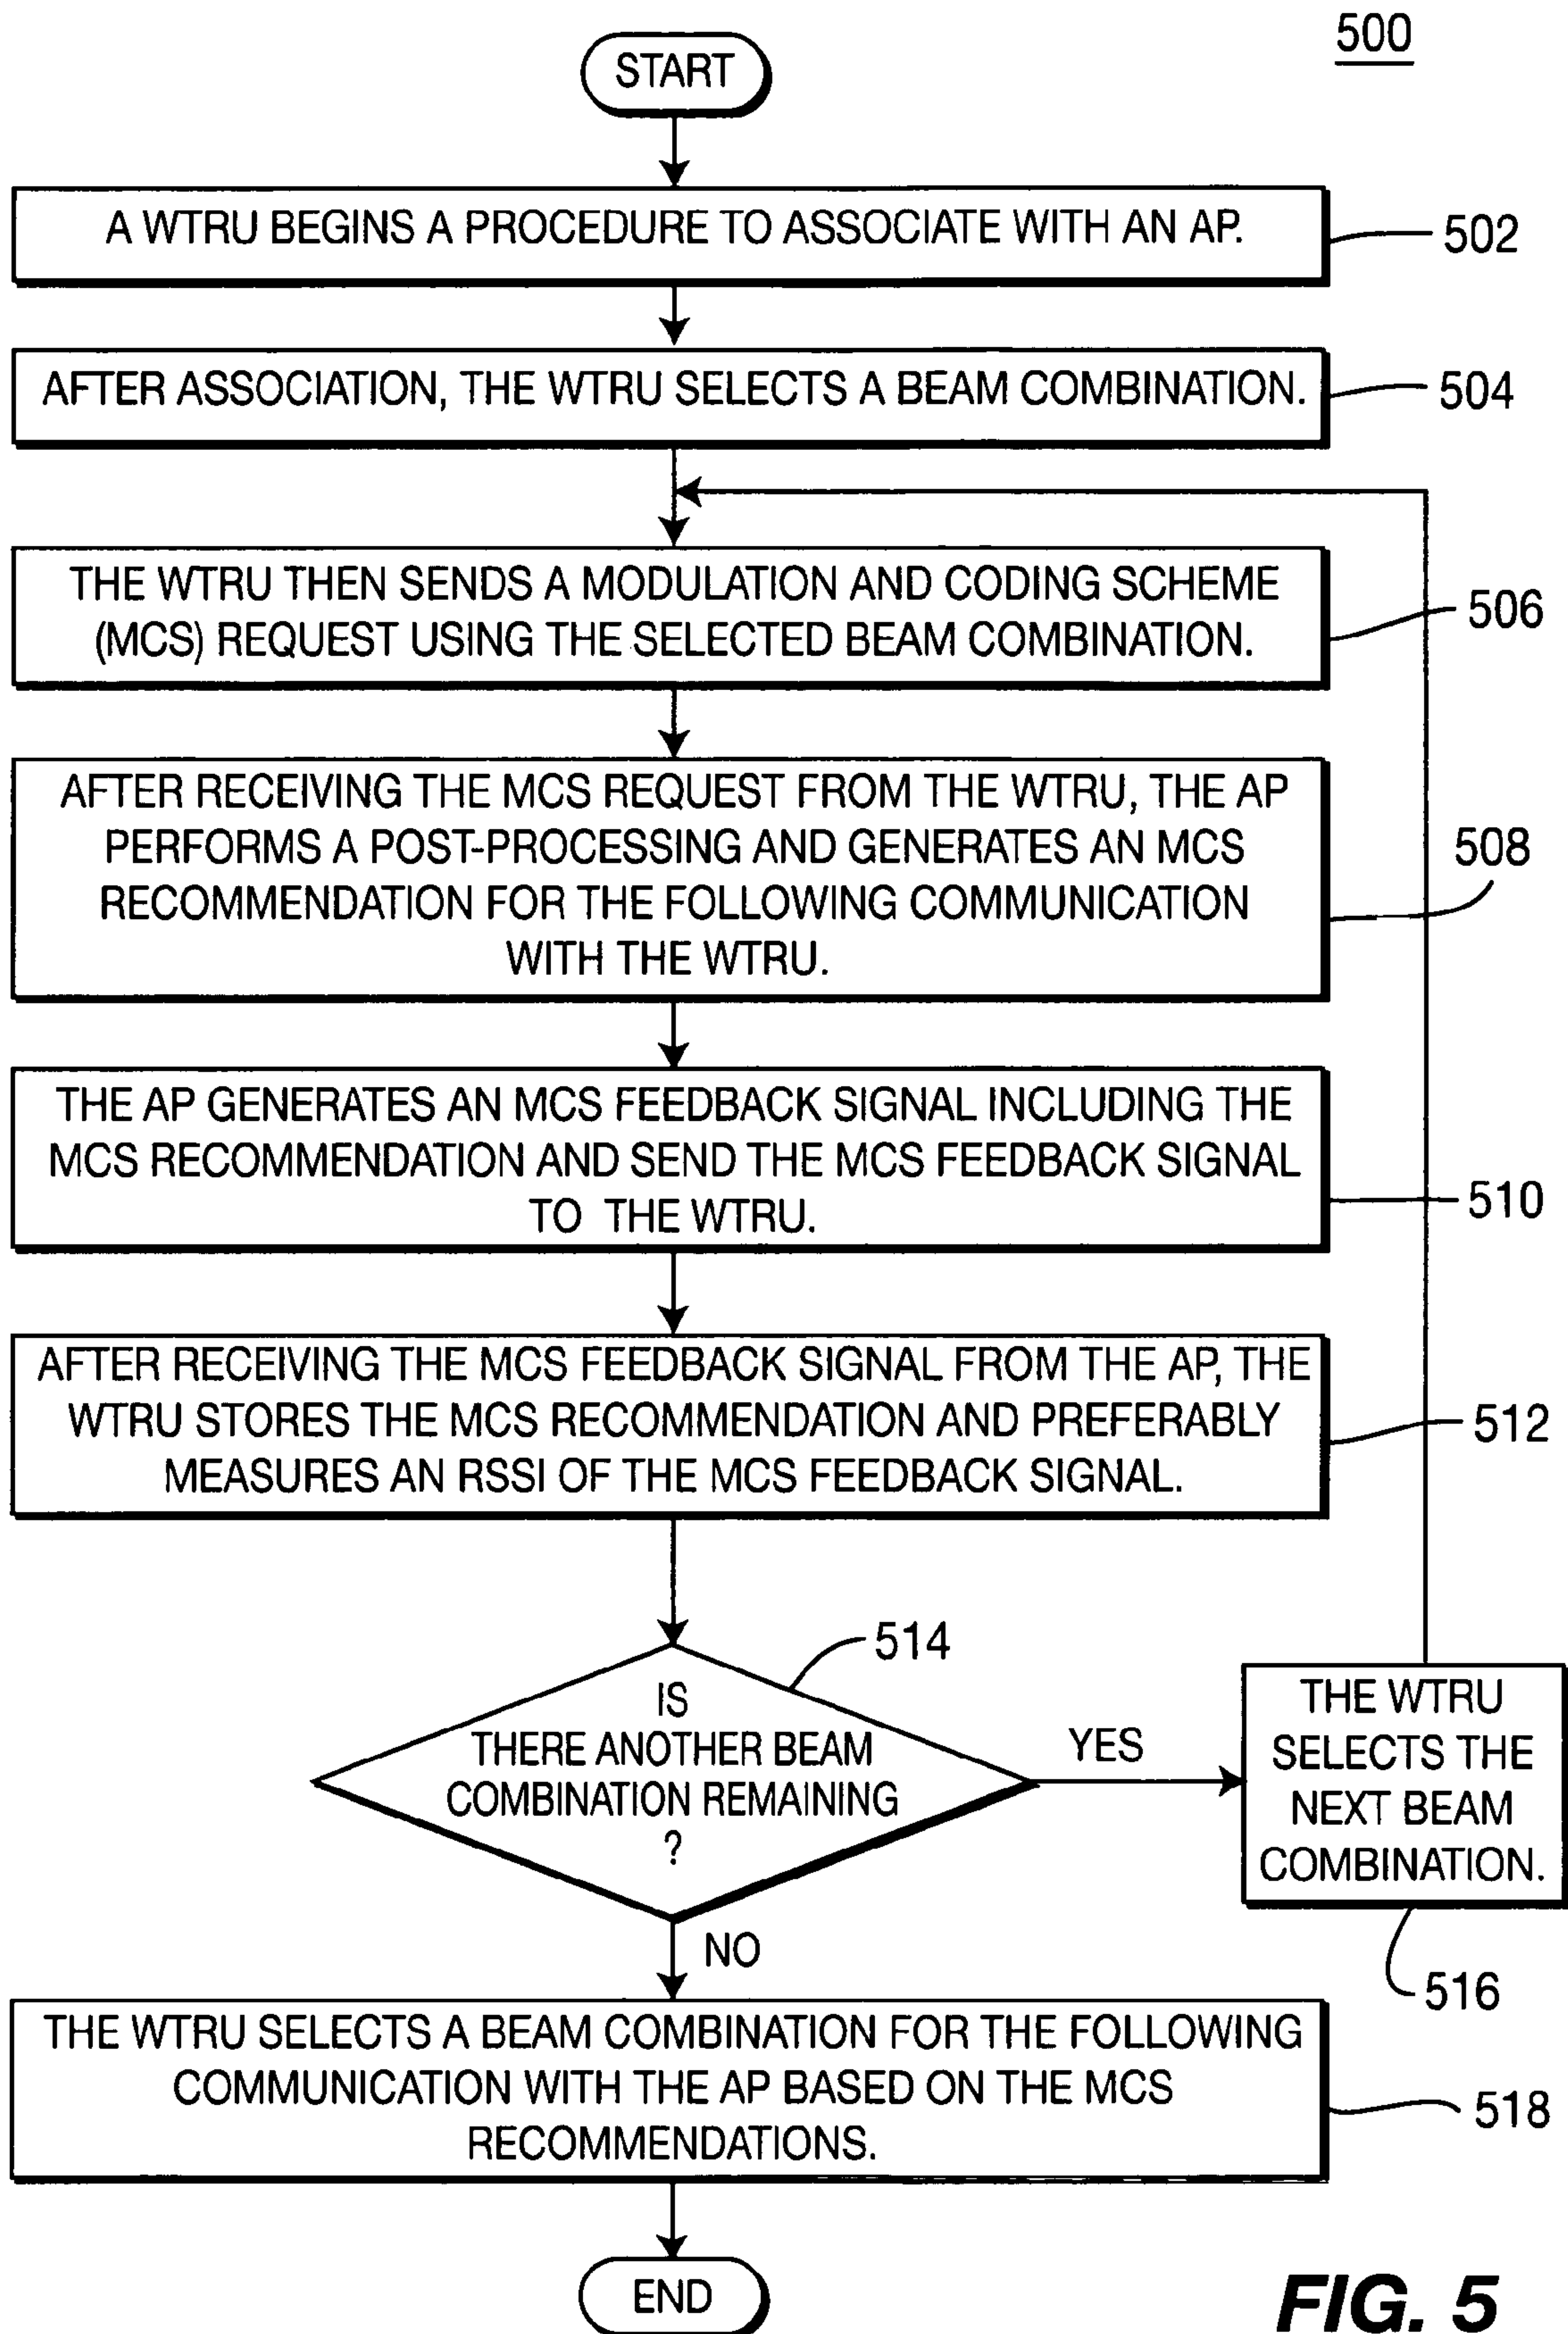 500
START
A WTRU BEGINS A PROCEDURE TO ASSOCIATE WITH AN AP.
502
AFTER ASSOCIATION, THE WTRU SELECTS A BEAM COMBINATION.
504
THE WTRU THEN SENDS A MODULATION AND CODING SCHEME
(MCS) REQUEST USING THE SELECTED BEAM COMBINATION.
506
AFTER RECEIVING THE MCS REQUEST FROM THE WTRU, THE AP
PERFORMS A POST-PROCESSING AND GENERATES AN MCS
RECOMMENDATION FOR THE FOLLOWING COMMUNICATION
WITH THE WTRU.
508
THE AP GENERATES AN MCS FEEDBACK SIGNAL INCLUDING THE
MCS RECOMMENDATION AND SEND THE MCS FEEDBACK SIGNAL
TO THE WTRU.
510
AFTER RECEIVING THE MCS FEEDBACK SIGNAL FROM THE AP, THE
WTRU STORES THE MCS RECOMMENDATION AND PREFERABLY
MEASURES AN RSSI OF THE MCS FEEDBACK SIGNAL.
512
514
IS
THERE ANOTHER BEAM
COMBINATION REMAINING
?
YES
THE WTRU
SELECTS THE
NEXT BEAM
COMBINATION.
516
NO
THE WTRU SELECTS A BEAM COMBINATION FOR THE FOLLOWING
COMMUNICATION WITH THE AP BASED ON THE MCS
RECOMMENDATIONS.
518
END
FIG. 5